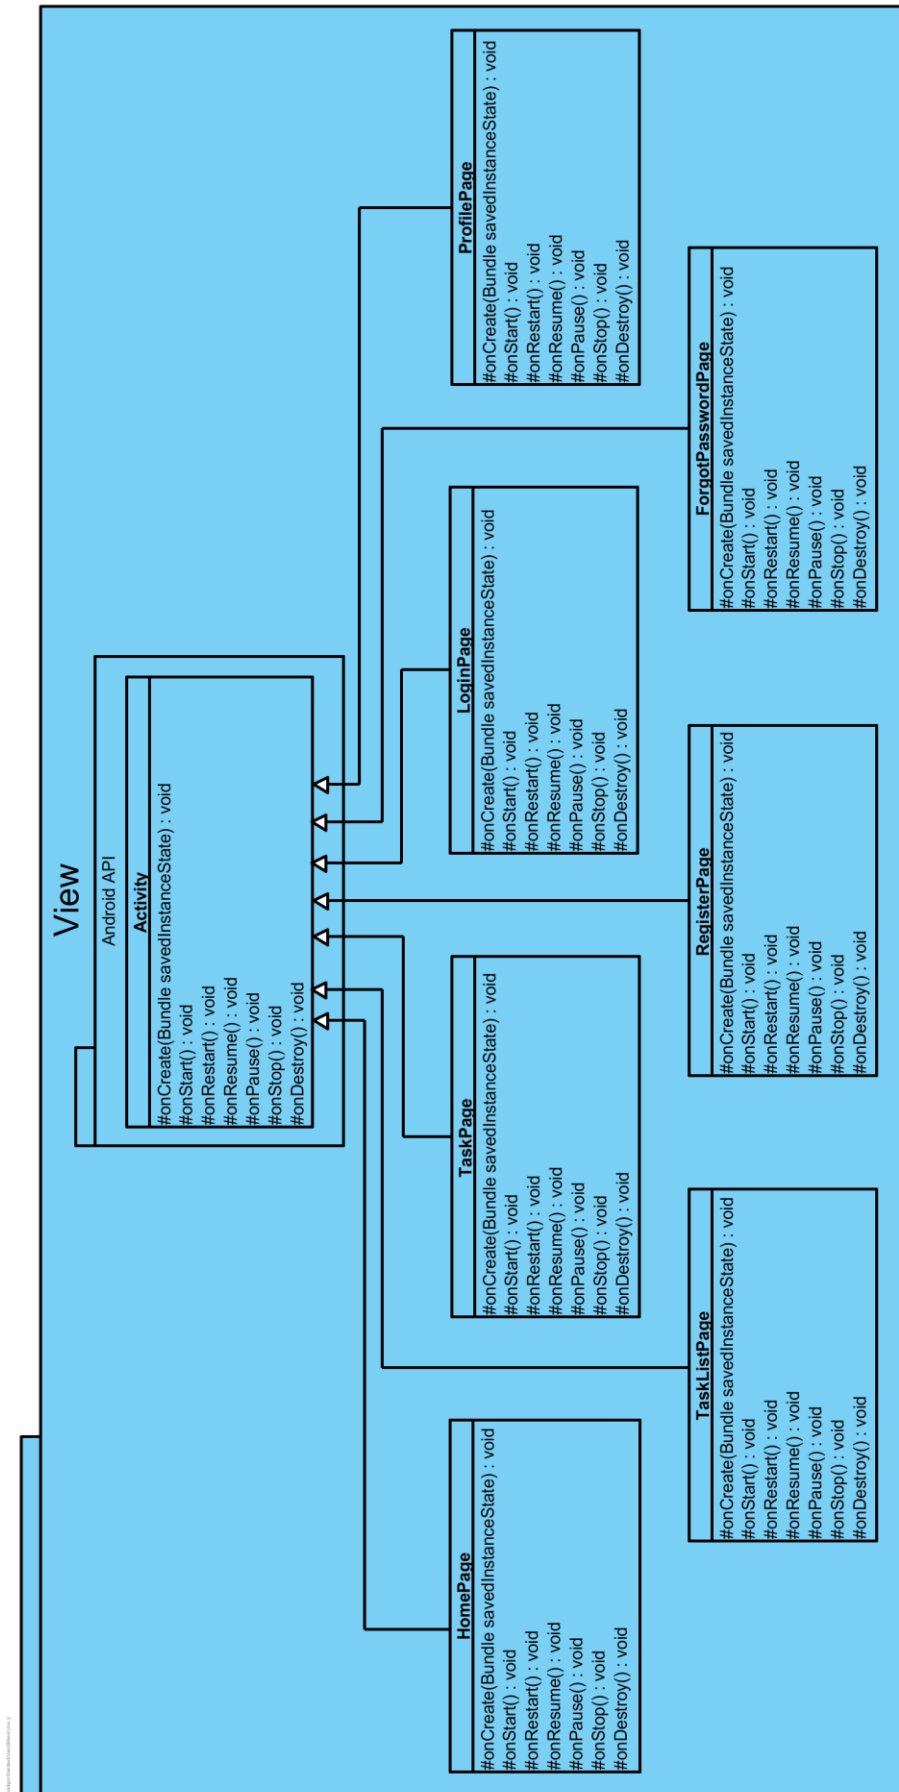 View
Android API
Activity
#onCreate(Bundle savedInstanceState) : void
#onStart() : void
#onRestart() : void
#onResume() : void
#onPause() : void
#onStop() : void
#onDestroy() : void
HomePage
#onCreate(Bundle savedInstanceState) : void
#onStart() : void
#onRestart() : void
#onResume() : void
#onPause() : void
#onStop() : void
#onDestroy() : void
TaskPage
#onCreate(Bundle savedInstanceState) : void
#onStart() : void
#onRestart() : void
#onResume() : void
#onPause() : void
#onStop() : void
#onDestroy() : void
LoginPage
#onCreate(Bundle savedInstanceState) : void
#onStart() : void
#onRestart() : void
#onResume() : void
#onPause() : void
#onStop() : void
#onDestroy() : void
ProfilePage
#onCreate(Bundle savedInstanceState) : void
#onStart() : void
#onRestart() : void
#onResume() : void
#onPause() : void
#onStop() : void
#onDestroy() : void
TaskListPage
#onCreate(Bundle savedInstanceState) : void
#onStart() : void
#onRestart() : void
#onResume() : void
#onPause() : void
#onStop() : void
#onDestroy() : void
RegisterPage
#onCreate(Bundle savedInstanceState) : void
#onStart() : void
#onRestart() : void
#onResume() : void
#onPause() : void
#onStop() : void
#onDestroy() : void
ForgotPasswordPage
#onCreate(Bundle savedInstanceState) : void
#onStart() : void
#onRestart() : void
#onResume() : void
#onPause() : void
#onStop() : void
#onDestroy() : void